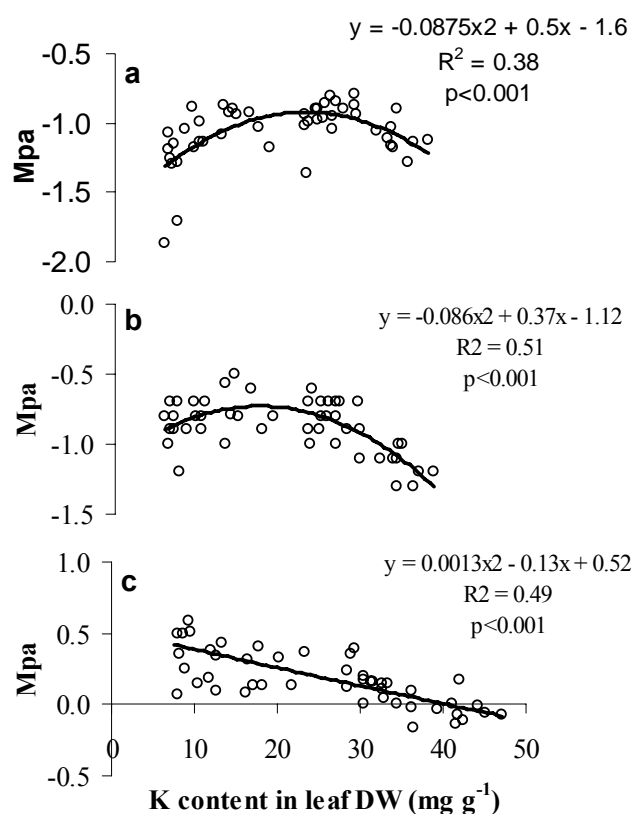 y = -0.0875x2 + 0.5x - 1.6
R² = 0.38
p<0.001
a
-0.5
-1.0
-1.5
-2.0
Mpa
b
y = -0.086x2 + 0.37x - 1.12
R2 = 0.51
p<0.001
0.0
-0.5
-1.0
-1.5
Mpa
c
y = 0.0013x2 - 0.13x + 0.52
R2 = 0.49
p<0.001
1.0
0.5
0.0
-0.5
Mpa
0 10 20 30 40 50
K content in leaf DW (mg g⁻¹)